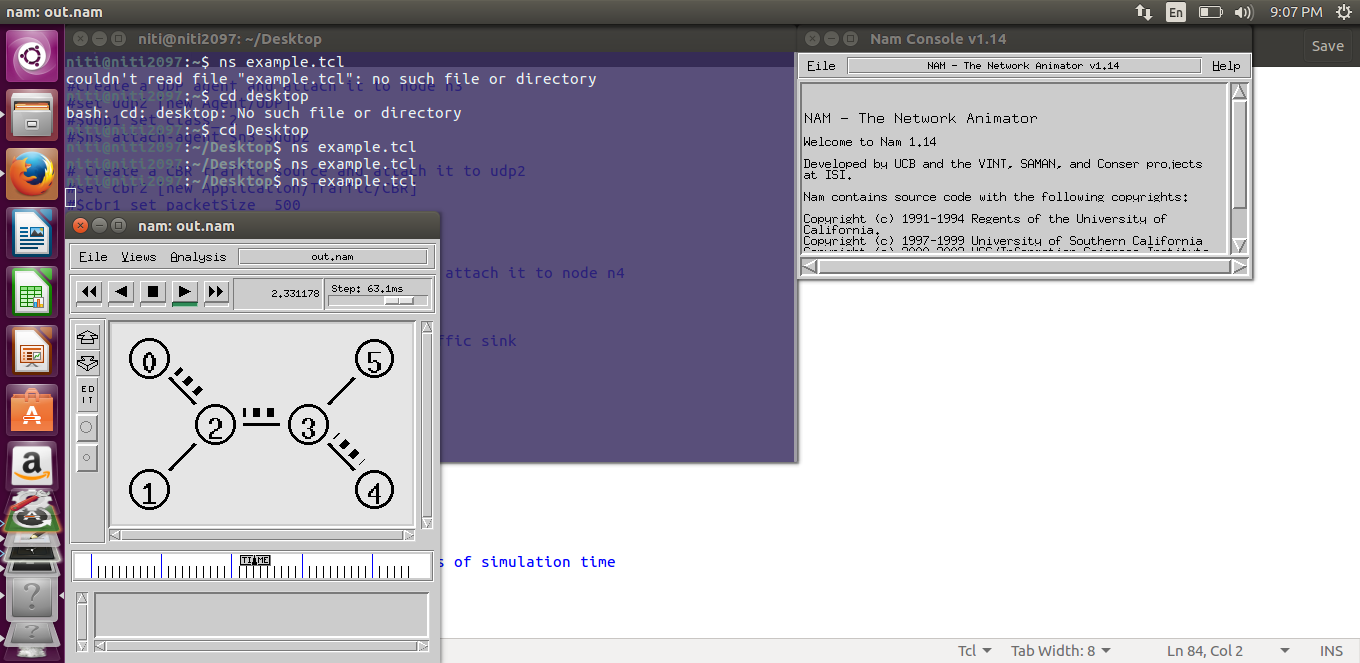 nam: out.nam
En
9:07 PM
niti@niti2097: ~/Desktop
niti@niti2097:~$ ns example.tcl
couldn't read file "example.tcl": no such file or directory
#Create a UDP agent and attach it to node n3
niti@niti2097:~$ cd desktop
#set udp2 [new Agent/UDP]
bash: cd: desktop: No such file or directory
niti@niti2097:~$ cd Desktop
#$ns attach-agent $n3 $udp2
niti@niti2097:~/Desktop$ ns example.tcl
niti@niti2097:~/Desktop$ ns example.tcl
# Create a CBR traffic source and attach it to udp2
niti@niti2097:~/Desktop$ ns example.tcl
#set cbr2 [new Application/Traffic/CBR]
#$cbr1 set packetSize_ 500
attach it to node n4
ffic sink
s of simulation time
Nam Console v1.14
File
NAM - The Network Animator v1.14
Help
NAM - The Network Animator
Welcome to Nam 1.14
Developed by UCB and the VINT, SAMAN, and Conser projects
at ISI.
Nam contains source code with the following copyrights:
Copyright (c) 1991-1994 Regents of the University of
California.
Copyright (c) 1997-1999 University of Southern California
Save
nam: out.nam
File Views Analysis
out.nam
2.331178
Step: 63.1ms
ED
IT
0
5
2
3
1
4
TIME
Tcl
Tab Width: 8
Ln 84, Col 2
INS